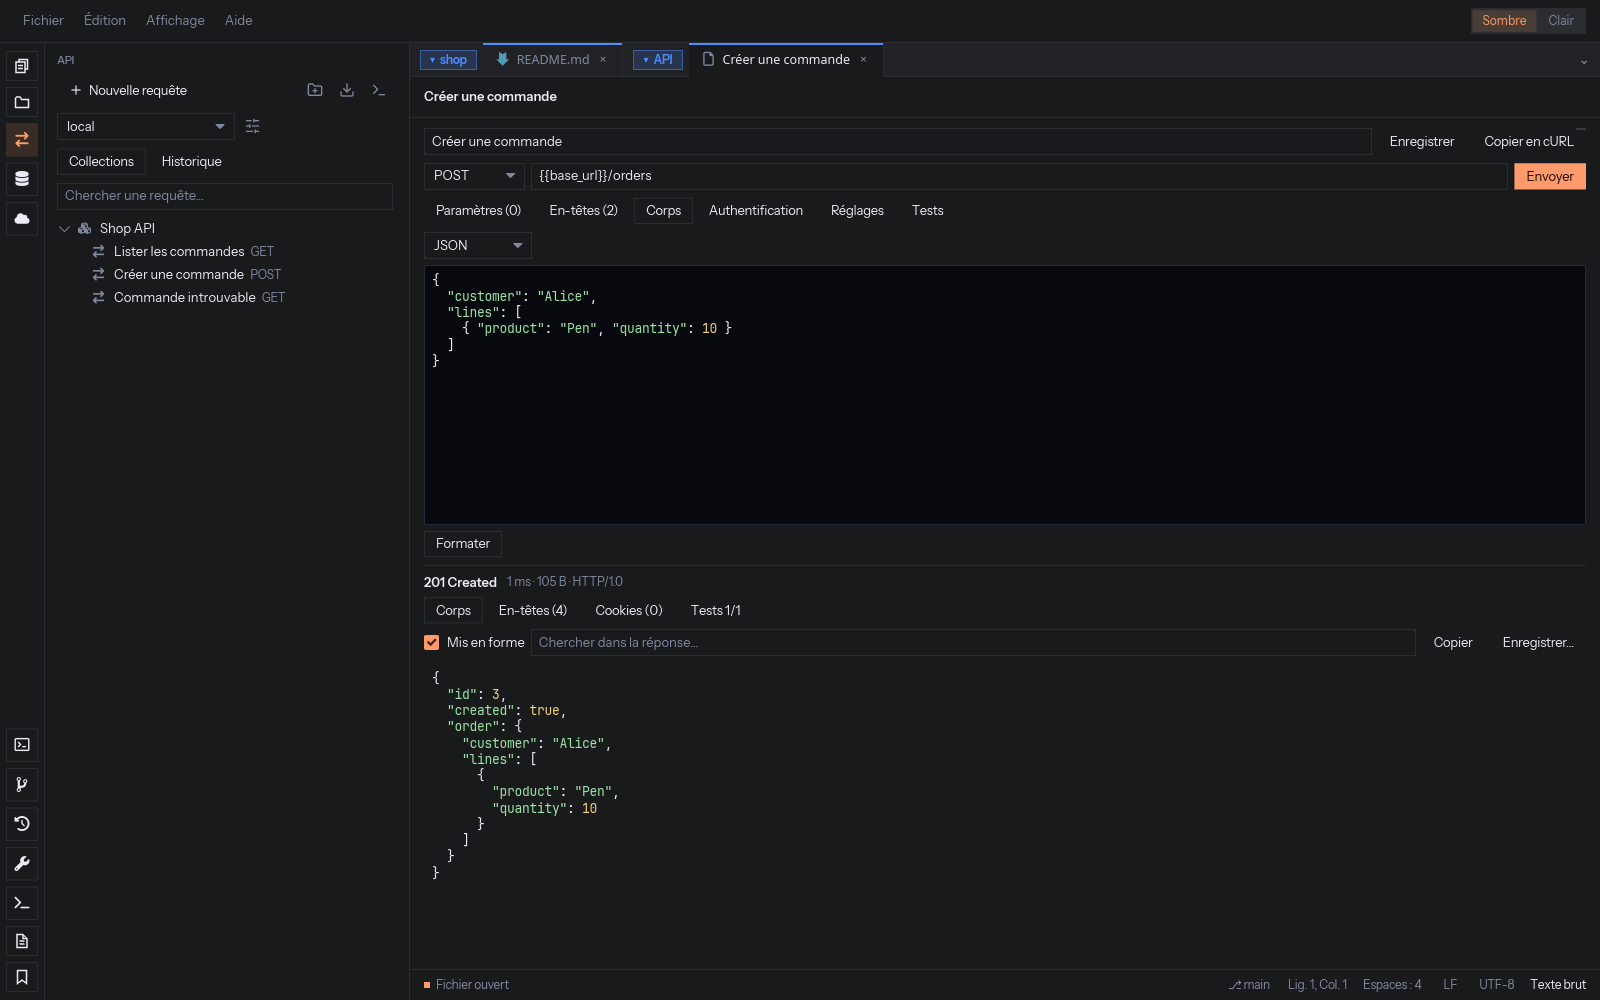 Fichier Édition Affichage Aide Sombre Clair
API
Nouvelle requête
local
Collections Historique
Chercher une requête...
Shop API
Lister les commandes GET
Créer une commande POST
Commande introuvable GET
shop README.md × API Créer une commande ×
Créer une commande
Créer une commande Enregistrer Copier en cURL
POST {{base_url}}/orders Envoyer
Paramètres (0) En-têtes (2) Corps Authentification Réglages Tests
JSON
{
"customer": "Alice",
"lines": [
{ "product": "Pen", "quantity": 10 }
]
}
Formater
201 Created 1 ms · 105 B · HTTP/1.0
Corps En-têtes (4) Cookies (0) Tests 1/1
Mis en forme Chercher dans la réponse... Copier Enregistrer...
{
"id": 3,
"created": true,
"order": {
"customer": "Alice",
"lines": [
{
"product": "Pen",
"quantity": 10
}
]
}
}
Fichier ouvert main Lig. 1, Col. 1 Espaces : 4 LF UTF-8 Texte brut